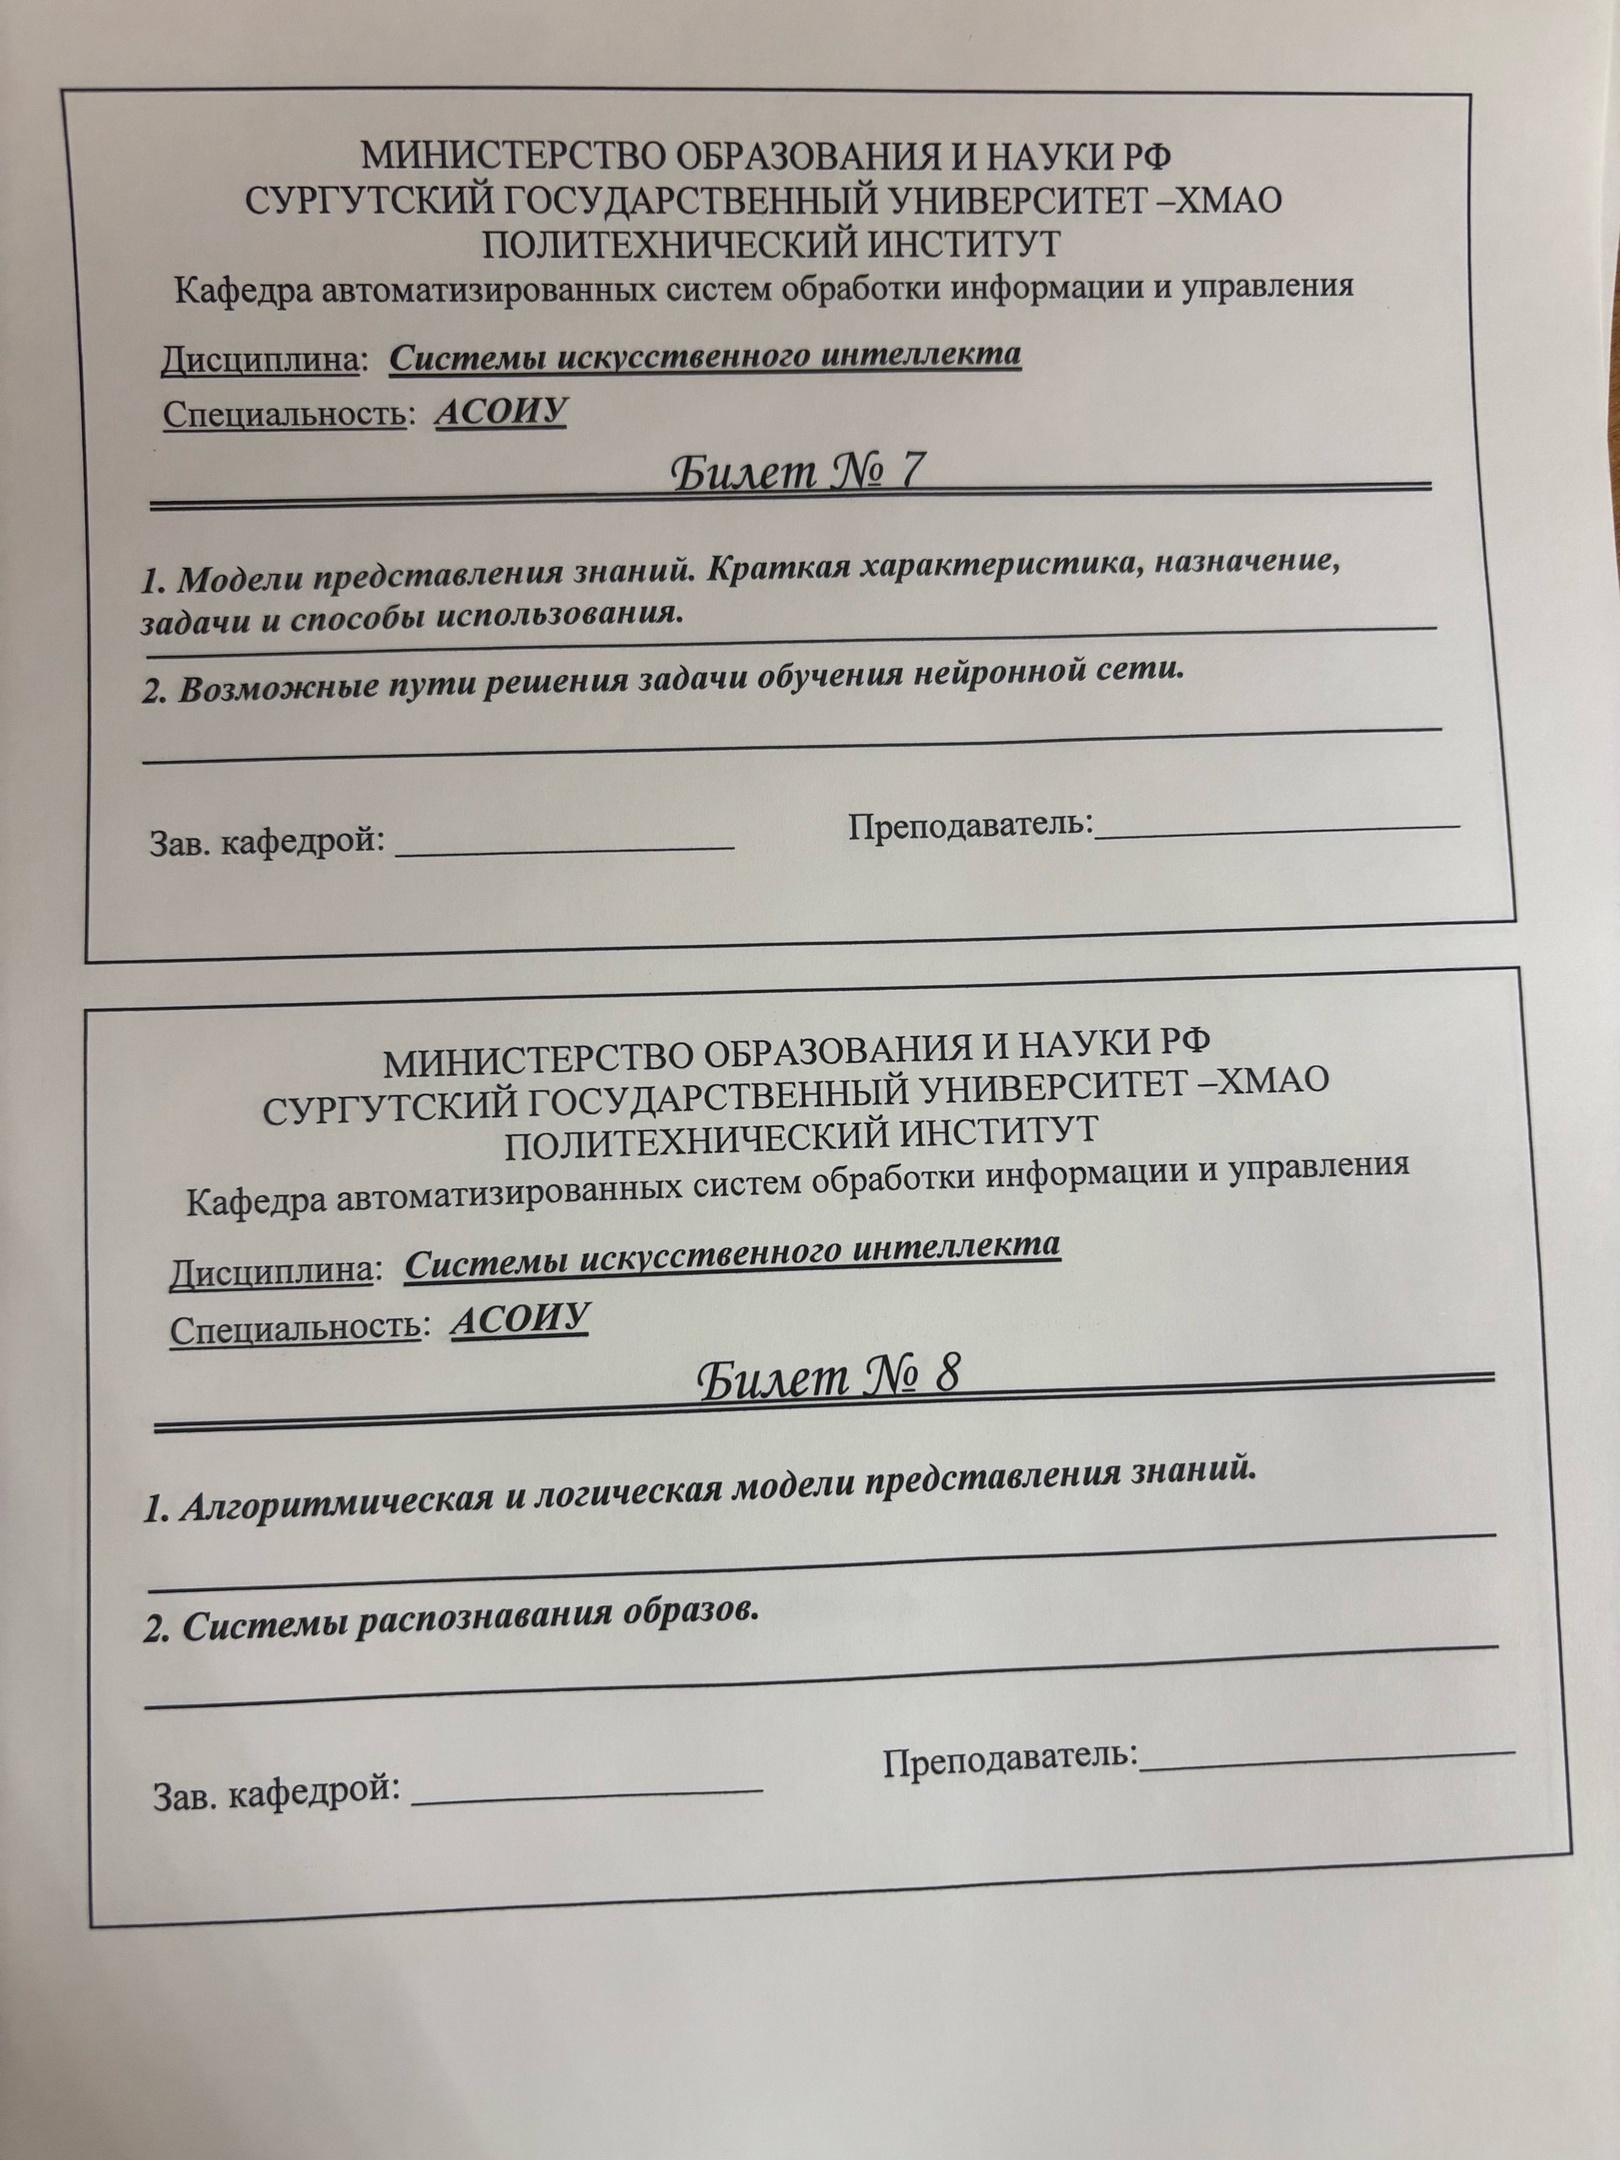 МИНИСТЕРСТВО ОБРАЗОВАНИЯ И НАУКИ РФ
СУРГУТСКИЙ ГОСУДАРСТВЕННЫЙ УНИВЕРСИТЕТ –ХМАО
ПОЛИТЕХНИЧЕСКИЙ ИНСТИТУТ
Кафедра автоматизированных систем обработки информации и управления
Дисциплина: Системы искусственного интеллекта
Специальность: АСОИУ
Билет № 7
1. Модели представления знаний. Краткая характеристика, назначение,
задачи и способы использования.
2. Возможные пути решения задачи обучения нейронной сети.
Зав. кафедрой: ____________ Преподаватель:____________
МИНИСТЕРСТВО ОБРАЗОВАНИЯ И НАУКИ РФ
СУРГУТСКИЙ ГОСУДАРСТВЕННЫЙ УНИВЕРСИТЕТ –ХМАО
ПОЛИТЕХНИЧЕСКИЙ ИНСТИТУТ
Кафедра автоматизированных систем обработки информации и управления
Дисциплина: Системы искусственного интеллекта
Специальность: АСОИУ
Билет № 8
1. Алгоритмическая и логическая модели представления знаний.
2. Системы распознавания образов.
Зав. кафедрой: ____________ Преподаватель:____________